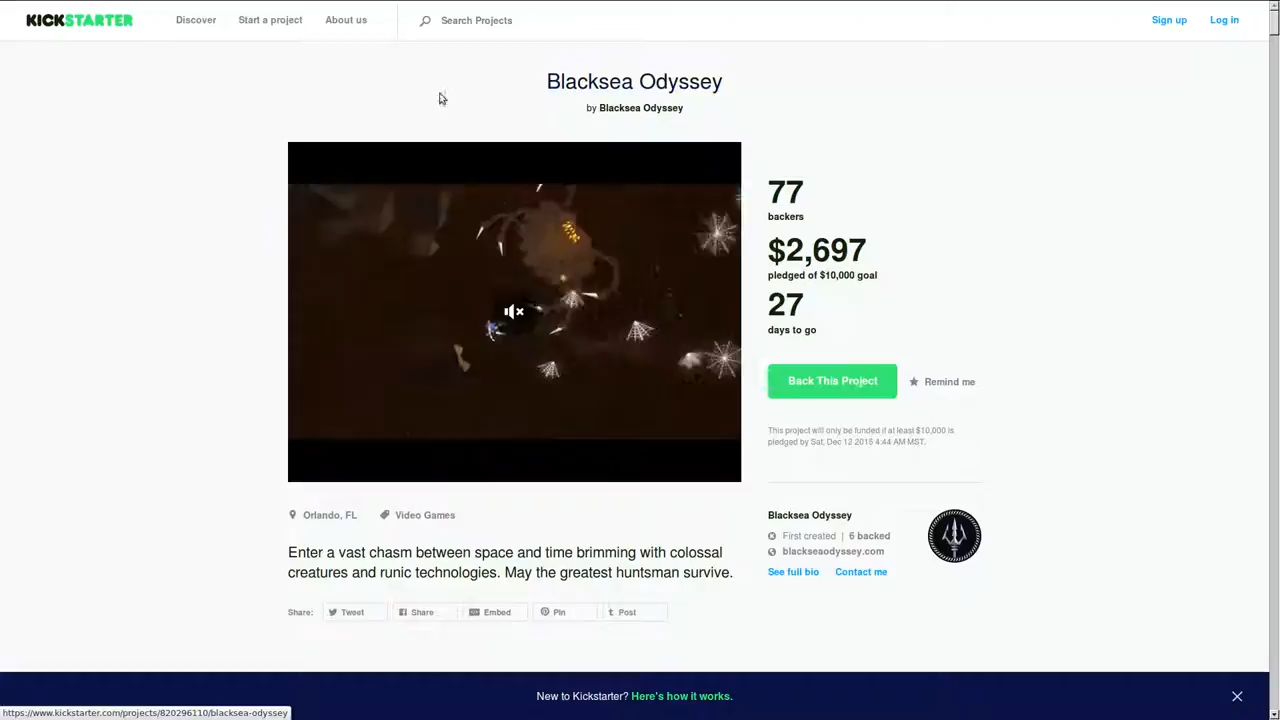 KICKSTARTER Discover Start a project About us Search Projects Sign up Log in
Blacksea Odyssey
by Blacksea Odyssey
77
backers
$2,697
pledged of $10,000 goal
27
days to go
Back This Project Remind me
This project will only be funded if at least $10,000 is
pledged by Sat, Dec 12 2015 4:44 AM MST.
Orlando, FL Video Games
Enter a vast chasm between space and time brimming with colossal
creatures and runic technologies. May the greatest huntsman survive.
Share: Tweet Share Embed Pin Post
Blacksea Odyssey
First created | 6 backed
blackseaodyssey.com
See full bio Contact me
New to Kickstarter? Here's how it works.
https://www.kickstarter.com/projects/820296110/blacksea-odyssey